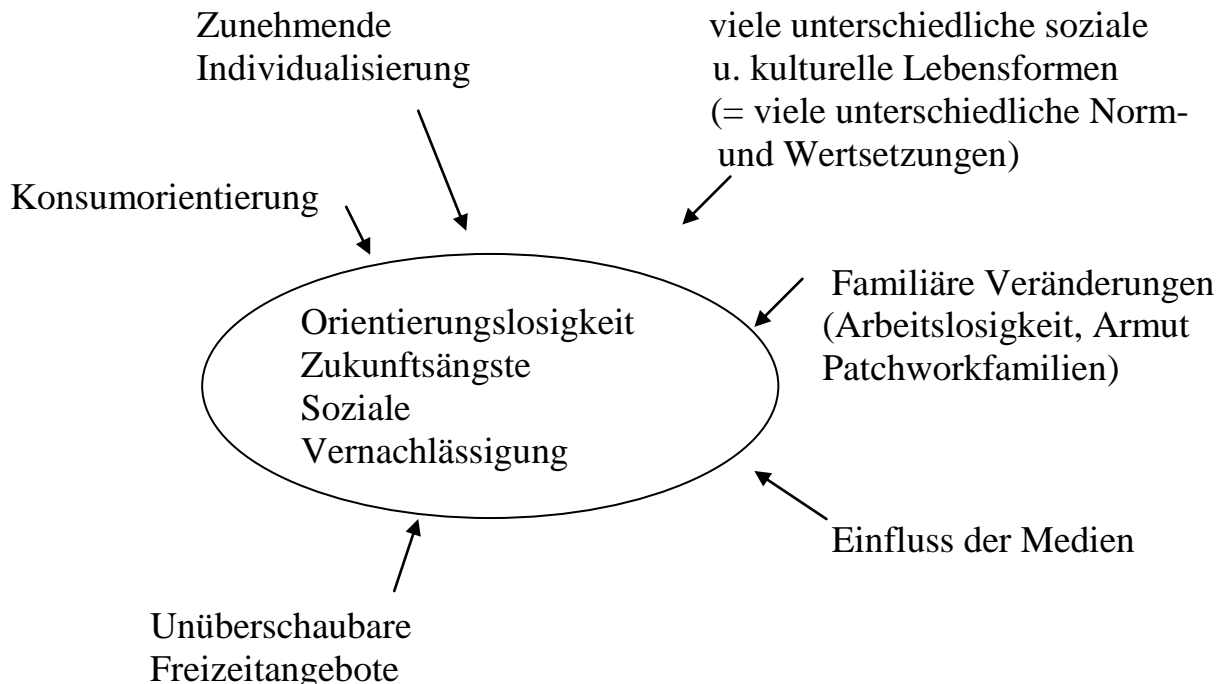 Zunehmende
Individualisierung
viele unterschiedliche soziale
u. kulturelle Lebensformen
(= viele unterschiedliche Norm-
und Wertsetzungen)
Konsumorientierung
Familiäre Veränderungen
(Arbeitslosigkeit, Armut
Patchworkfamilien)
Orientierungslosigkeit
Zukunftsängste
Soziale
Vernachlässigung
Einfluss der Medien
Unüberschaubare
Freizeitangebote